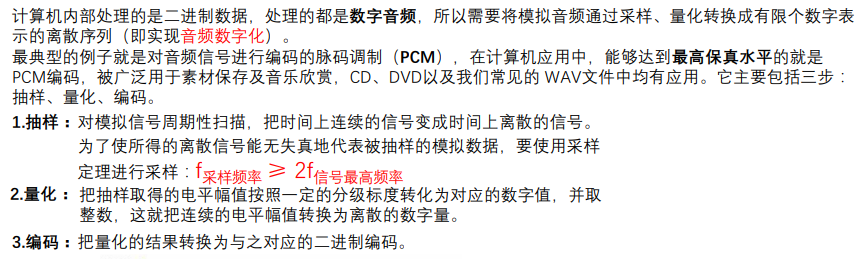 计算机内部处理的是二进制数据，处理的都是数字音频，所以需要将模拟音频通过采样、量化转换成有限个数字表
示的离散序列（即实现音频数字化）。
最典型的例子就是对音频信号进行编码的脉码调制（PCM），在计算机应用中，能够达到最高保真水平的就是
PCM编码，被广泛用于素材保存及音乐欣赏，CD、DVD以及我们常见的 WAV文件中均有应用。它主要包括三步：
抽样、量化、编码。
1.抽样：对模拟信号周期性扫描，把时间上连续的信号变成时间上离散的信号。
为了使所得的离散信号能无失真地代表被抽样的模拟数据，要使用采样
定理进行采样：f采样频率 ≥ 2f信号最高频率
2.量化：把抽样取得的电平幅值按照一定的分级标度转化为对应的数字值，并取
整数，这就把连续的电平幅值转换为离散的数字量。
3.编码：把量化的结果转换为与之对应的二进制编码。